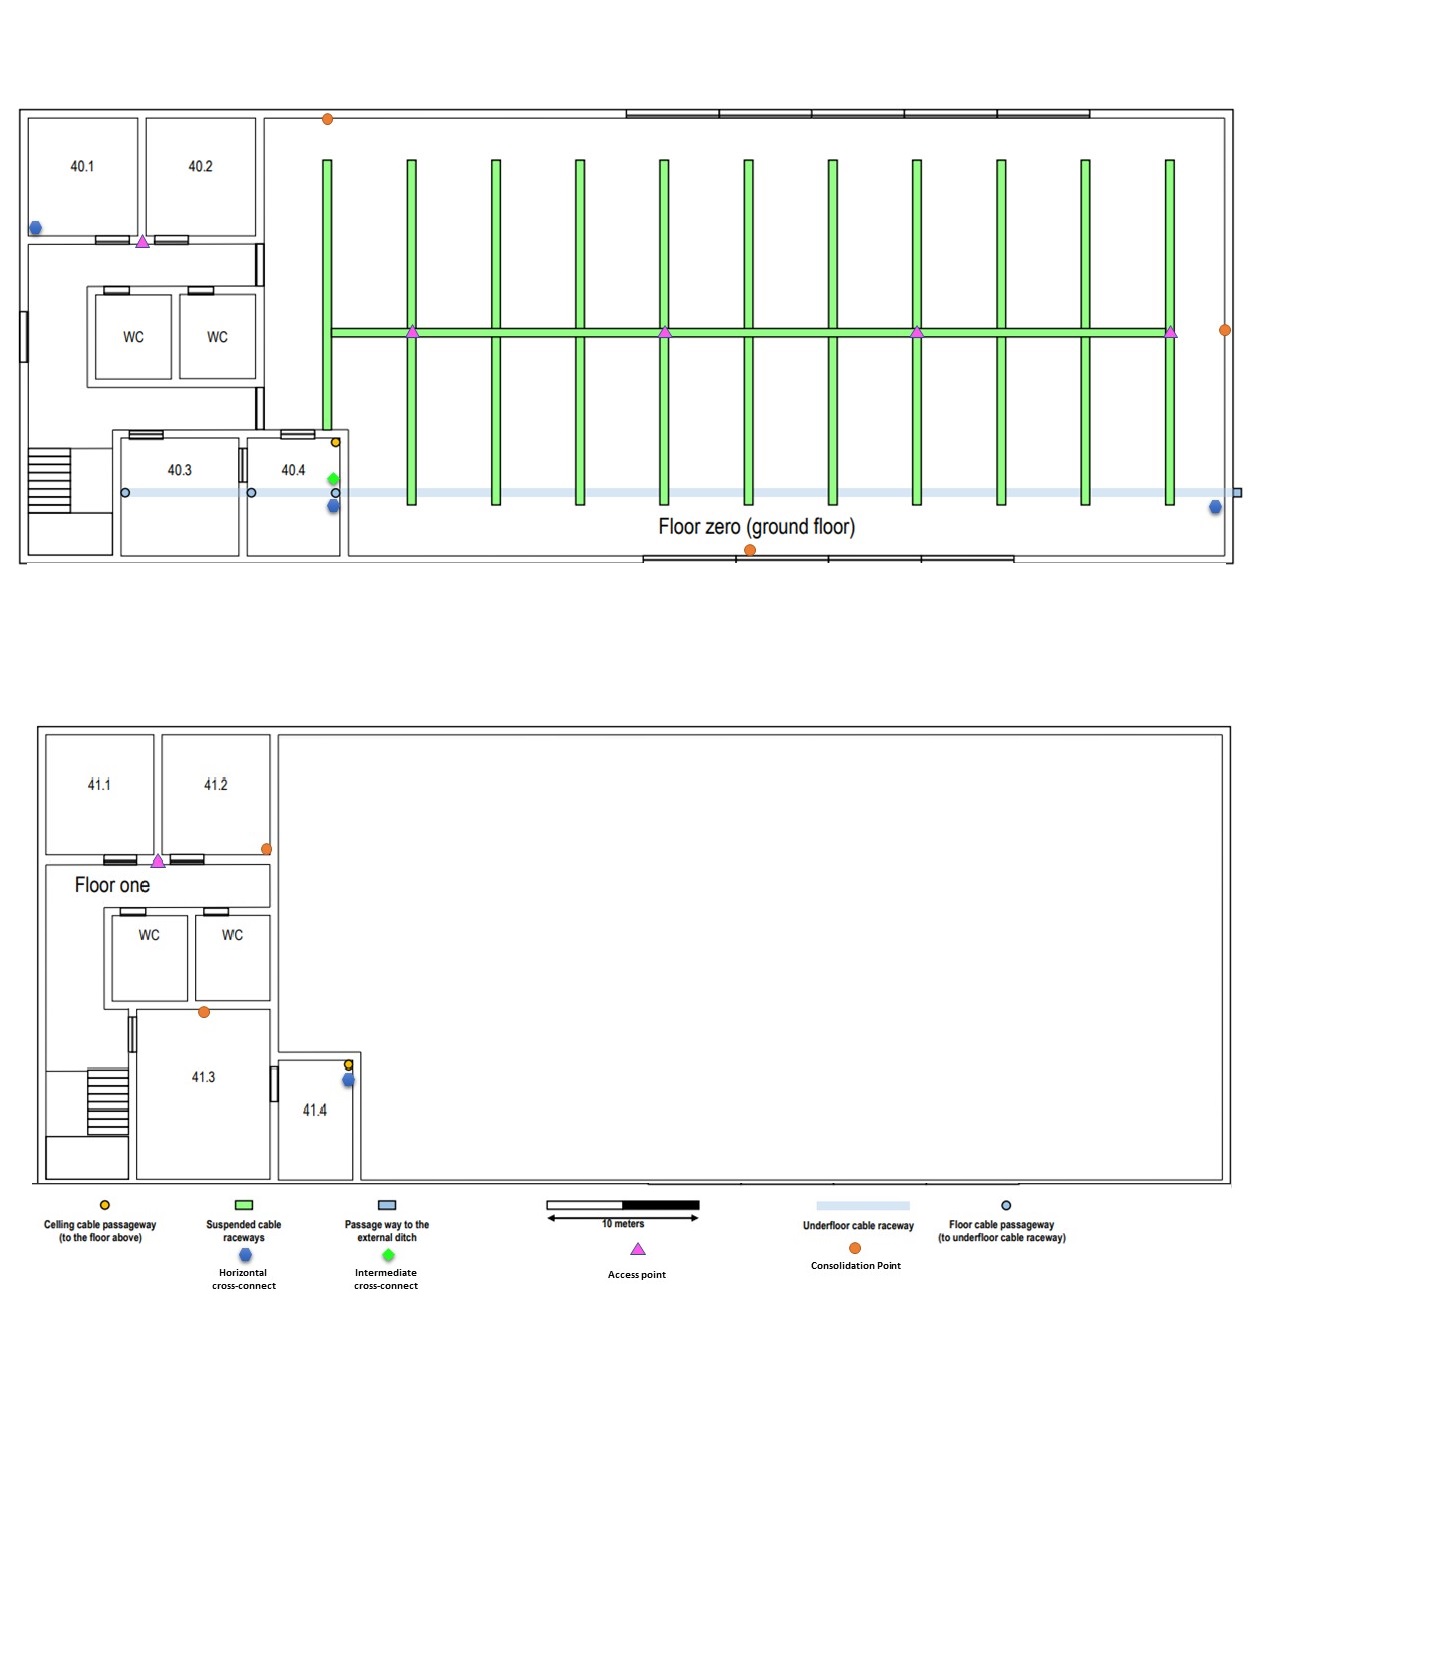 40.1
40.2
WC
WC
40.3
40.4
Floor zero (ground floor)
41.1
41.2
Floor one
WC
WC
41.3
41.4
Celling cable passageway
(to the floor above)
Suspended cable
raceways
Passage way to the
external ditch
10 meters
Underfloor cable raceway
Floor cable passageway
(to underfloor cable raceway)
Horizontal
cross-connect
Intermediate
cross-connect
Access point
Consolidation Point